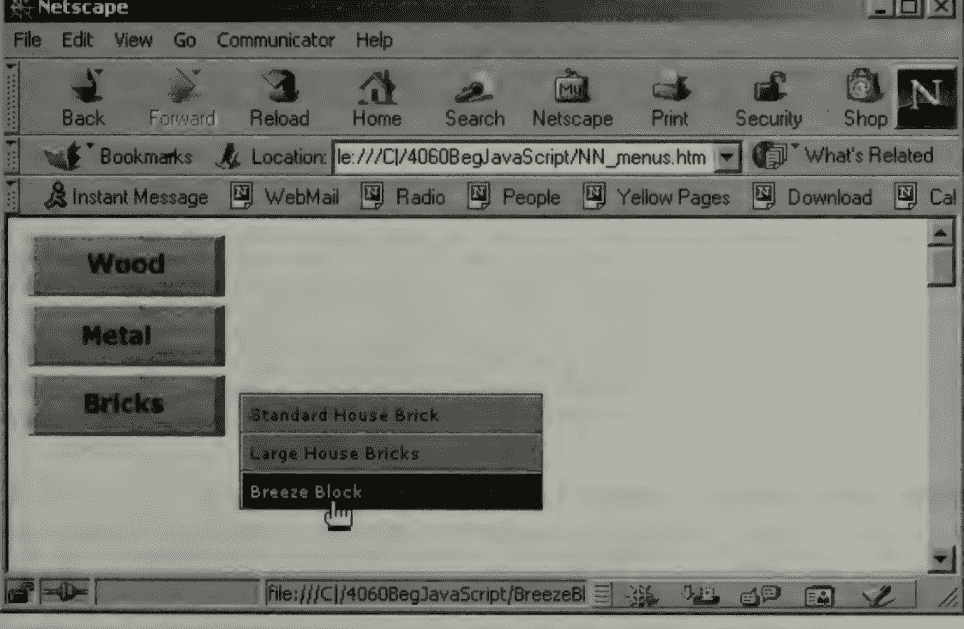 Netscape
File Edit View Go Communicator Help
My N
Back Forward Reload Home Search Netscape Print Security Shop
Bookmarks Location: le:///C|/4060BegJavaScript/NN_menus.htm What's Related
Instant Message WebMail Radio People Yellow Pages Download Cal
Wood
Metal
Bricks
Standard House Brick
Large House Bricks
Breeze Block
file:///C|/4060BegJavaScript/BreezeBl